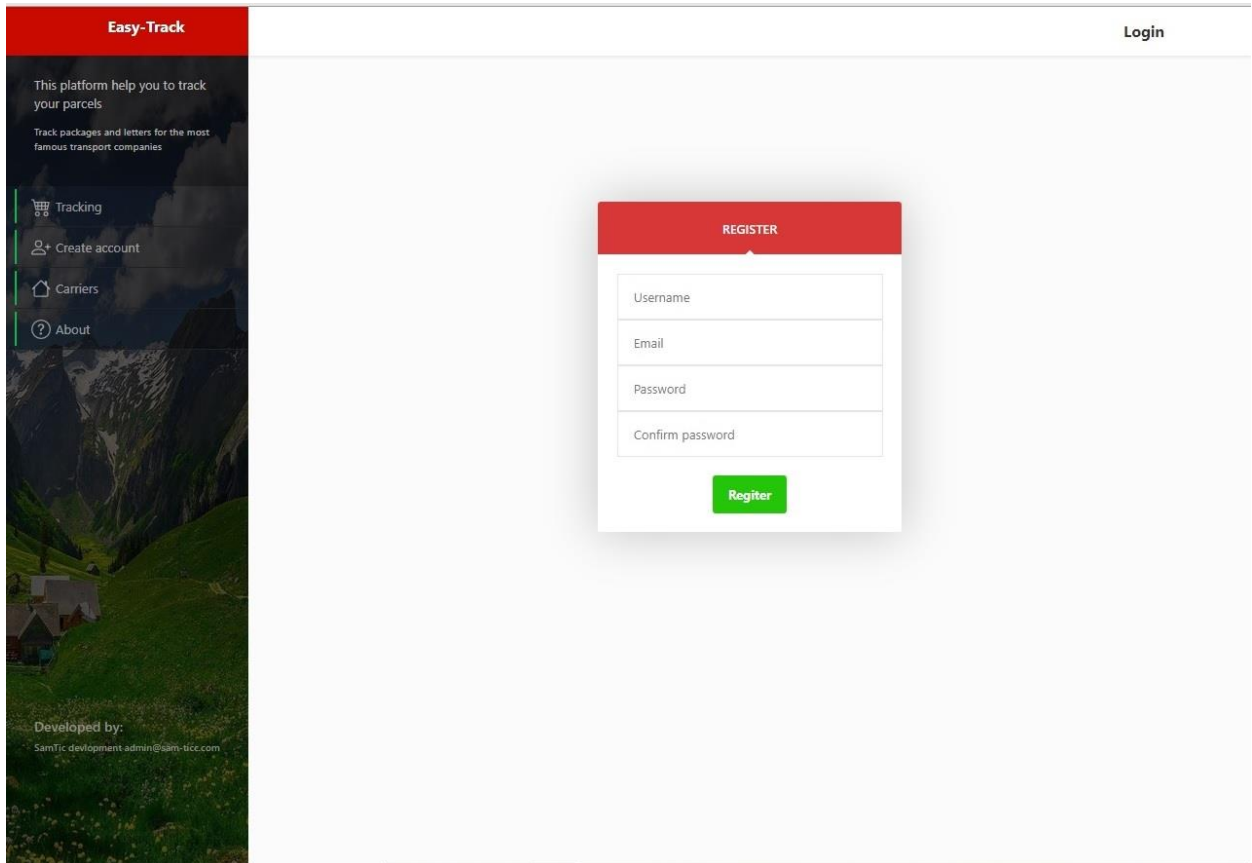 Easy-Track
Login
This platform help you to track
your parcels
Track packages and letters for the most
famous transport companies
Tracking
Create account
Carriers
About
REGISTER
Username
Email
Password
Confirm password
Regiter
Developed by:
SamTic devlopment admin@sam-ticc.com